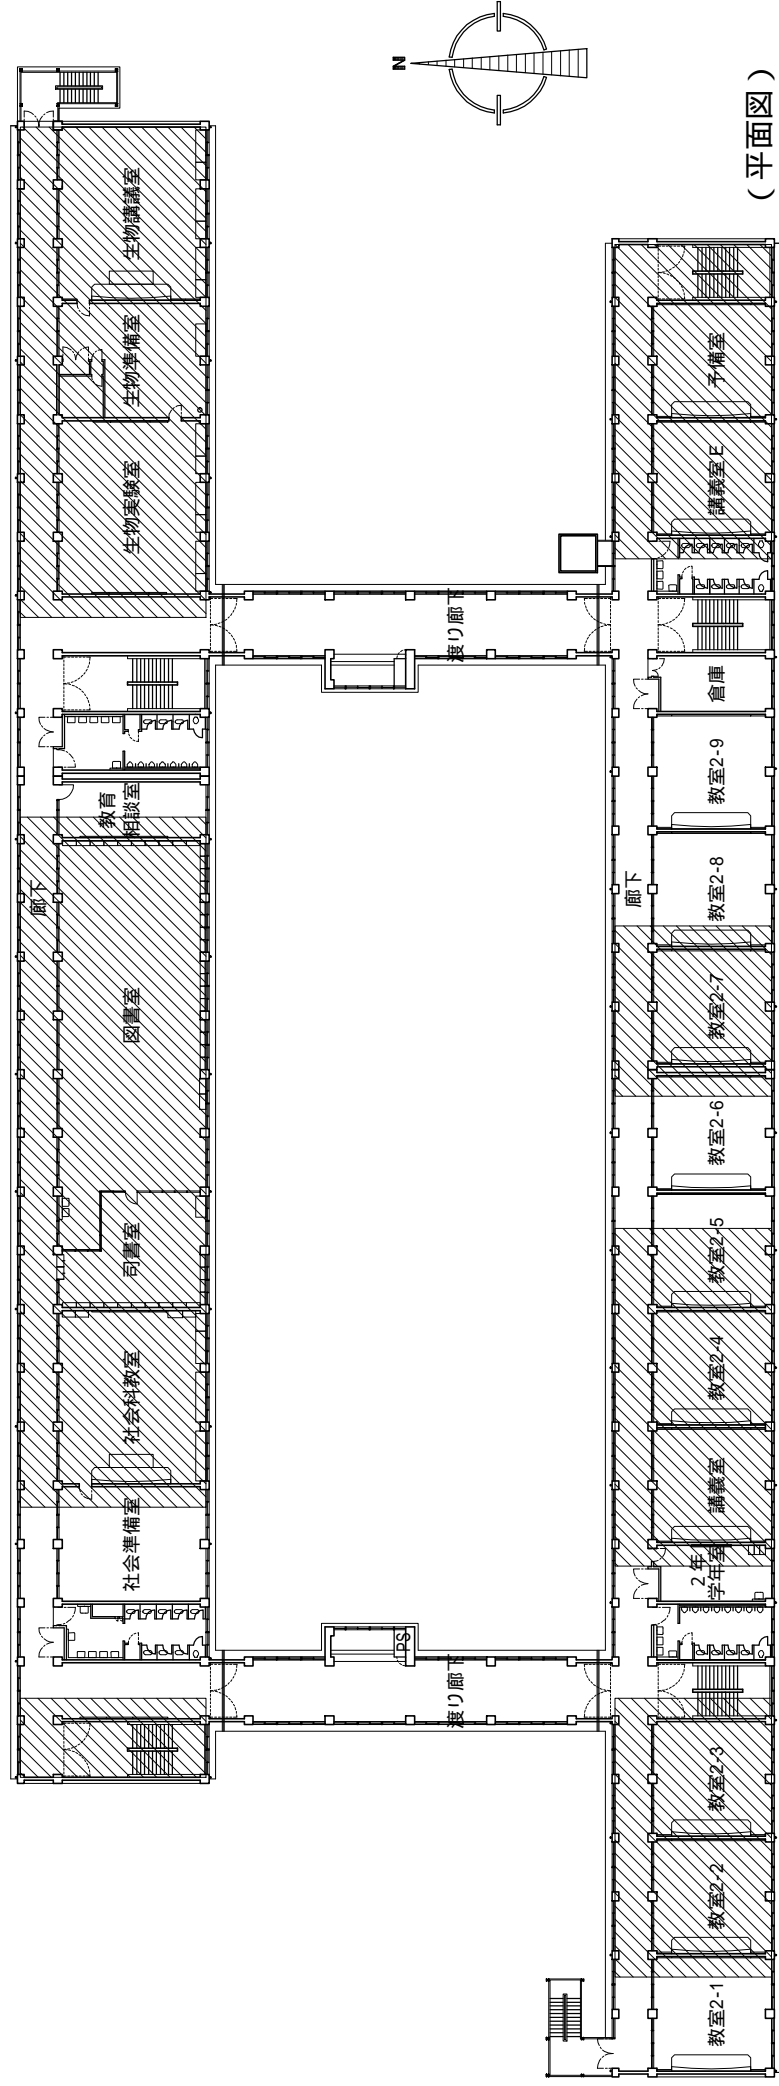 N
（平面図）
生物講議室
生物準備室
生物実験室
教育
相談室
廊下
図書室
司書室
社会科教室
社会準備室
渡り廊下
渡り廊下
PS
予備室
講義室E
倉庫
教室2-9
教室2-8
廊下
教室2-7
教室2-6
教室2-5
教室2-4
講義室
2年
学年室
教室2-3
教室2-2
教室2-1